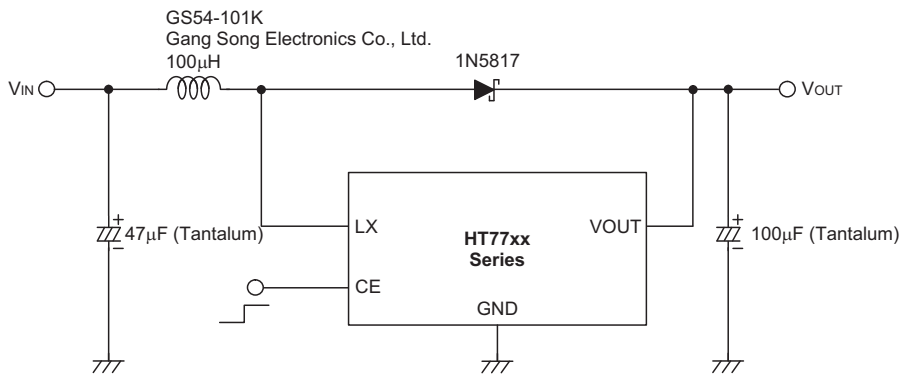 GS54-101K
Gang Song Electronics Co., Ltd.
100μH
1N5817
VIN
VOUT
+
47μF (Tantalum)
−
LX
VOUT
HT77xx
Series
CE
GND
+
100μF (Tantalum)
−